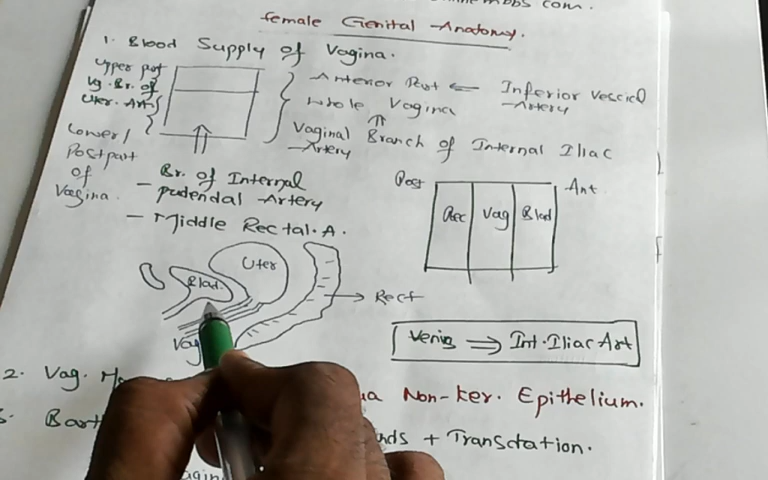 mbbs com.
female Genital Anatomy.
1. Blood Supply of Vagina.
Upper part
Vg. Br. of
Uter. Art
Lower/
Post part
of
Vagina.
Anterior Part ⇐ Inferior Vesical
Artery
Whole Vagina
⇑
Vaginal Branch of Internal Iliac
Artery
- Br. of Internal
pudendal Artery
- Middle Rectal. A.
Post Ant
Rec Vag Blad
Uter
Blad.
→ Rect
Vag
Veins ⇒ Int. Iliac Art
2. Vag. Non-Ker. Epithelium.
Bart + Transdation.